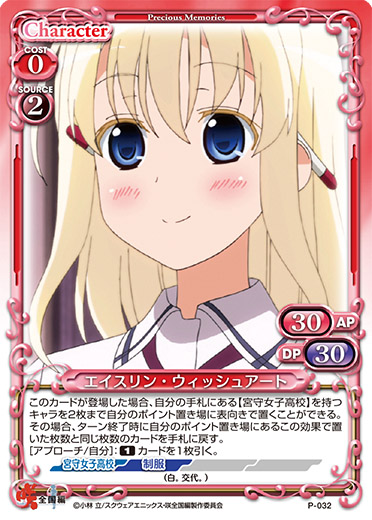 Precious Memories
Character
COST
0
SOURCE
2
30 AP
DP 30
エイスリン・ウィッシュアート
このカードが登場した場合、自分の手札にある【宮守女子高校】を持つ
キャラを2枚まで自分のポイント置き場に表向きで置くことができる。
その場合、ターン終了時に自分のポイント置き場にあるこの効果で置
いた枚数と同じ枚数のカードを手札に戻す。
[アプローチ/自分]:1 カードを1枚引く。
宮守女子高校 制服
(白。交代。)
咲 全国編
©小林 立/スクウェアエニックス・咲全国編製作委員会
P-032